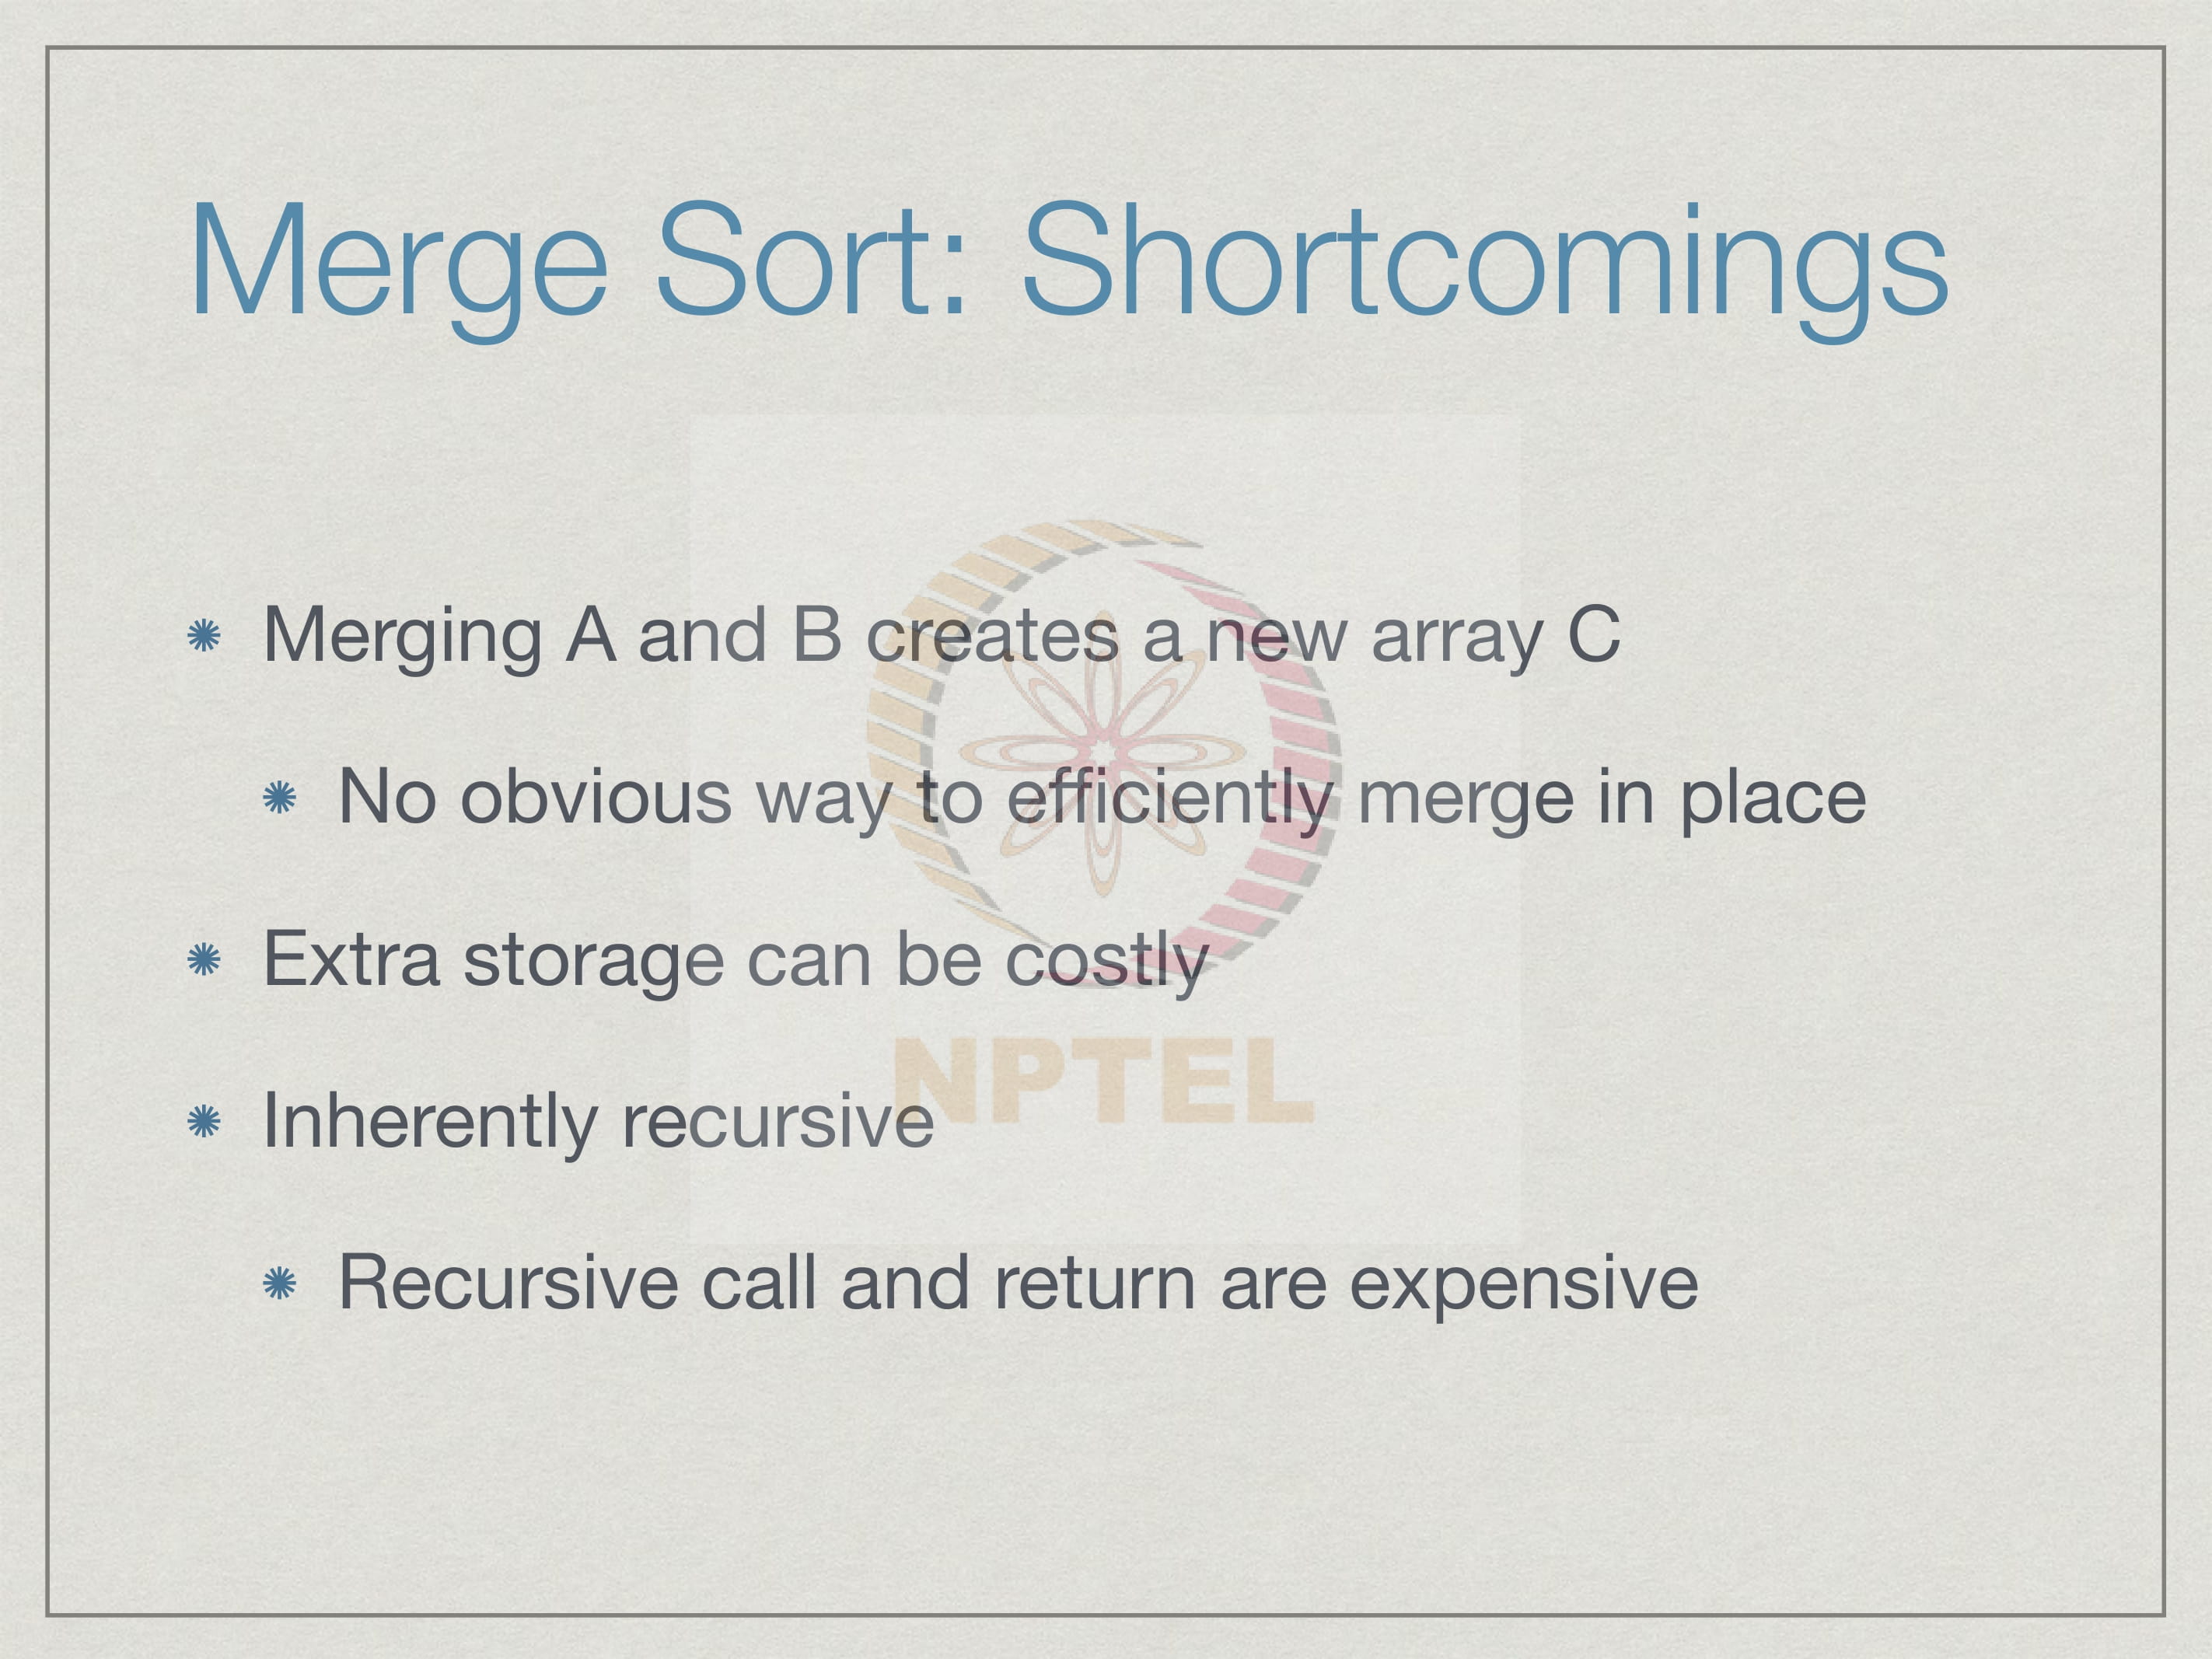 Merge Sort: Shortcomings
Merging A and B creates a new array C
No obvious way to efficiently merge in place
Extra storage can be costly
NPTEL
Inherently recursive
Recursive call and return are expensive